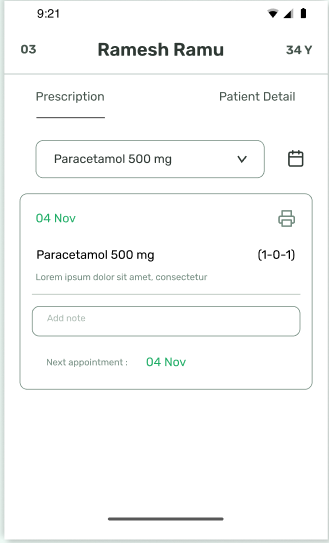 9:21
03 Ramesh Ramu 34 Y
Prescription Patient Detail
Paracetamol 500 mg
04 Nov
Paracetamol 500 mg (1-0-1)
Lorem ipsum dolor sit amet, consectetur
Add note
Next appointment : 04 Nov